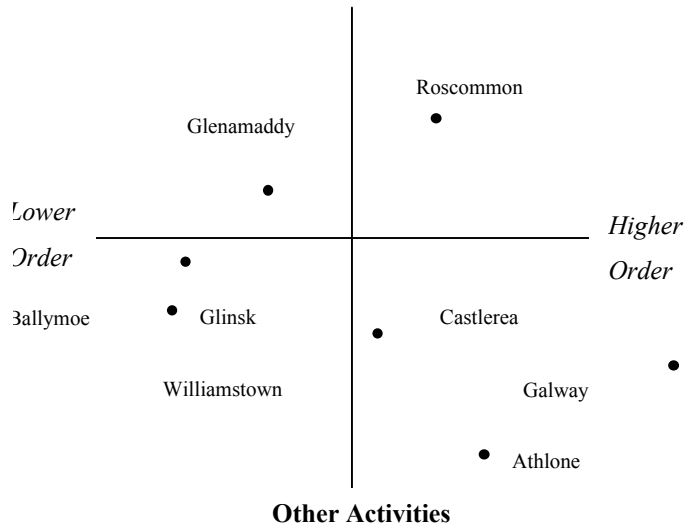 Roscommon
Glenamaddy
Lower
Higher
Order
Order
Ballymoe
Glinsk
Castlerea
Williamstown
Galway
Athlone
Other Activities